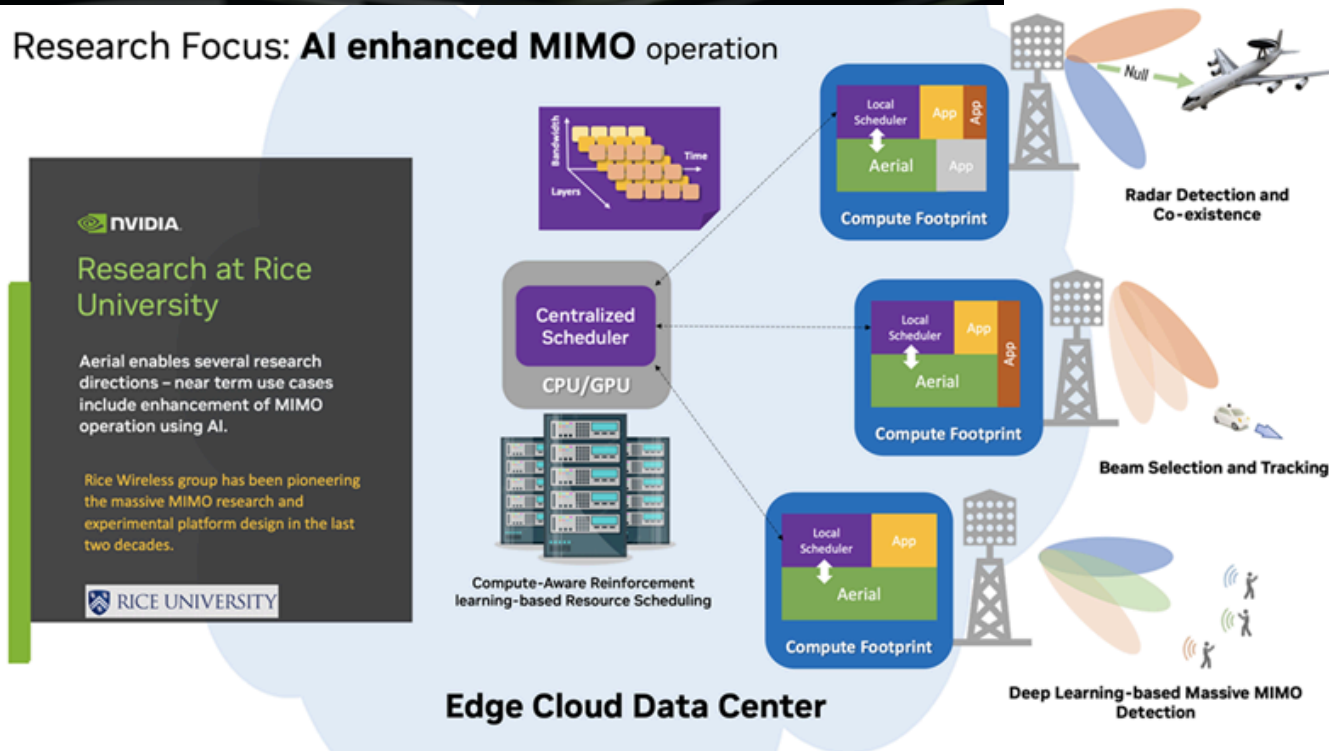 Research Focus: AI enhanced MIMO operation
NVIDIA.
Research at Rice
University
Aerial enables several research
directions – near term use cases
include enhancement of MIMO
operation using AI.
Rice Wireless group has been pioneering
the massive MIMO research and
experimental platform design in the last
two decades.
RICE UNIVERSITY
Bandwidth
Time
Layers
Centralized
Scheduler
CPU/GPU
Compute-Aware Reinforcement
learning-based Resource Scheduling
Edge Cloud Data Center
Local
Scheduler
App
App
Aerial
App
Compute Footprint
Null
Radar Detection and
Co-existence
Local
Scheduler
App
App
Aerial
Compute Footprint
Beam Selection and Tracking
Local
Scheduler
App
Aerial
Compute Footprint
Deep Learning-based Massive MIMO
Detection